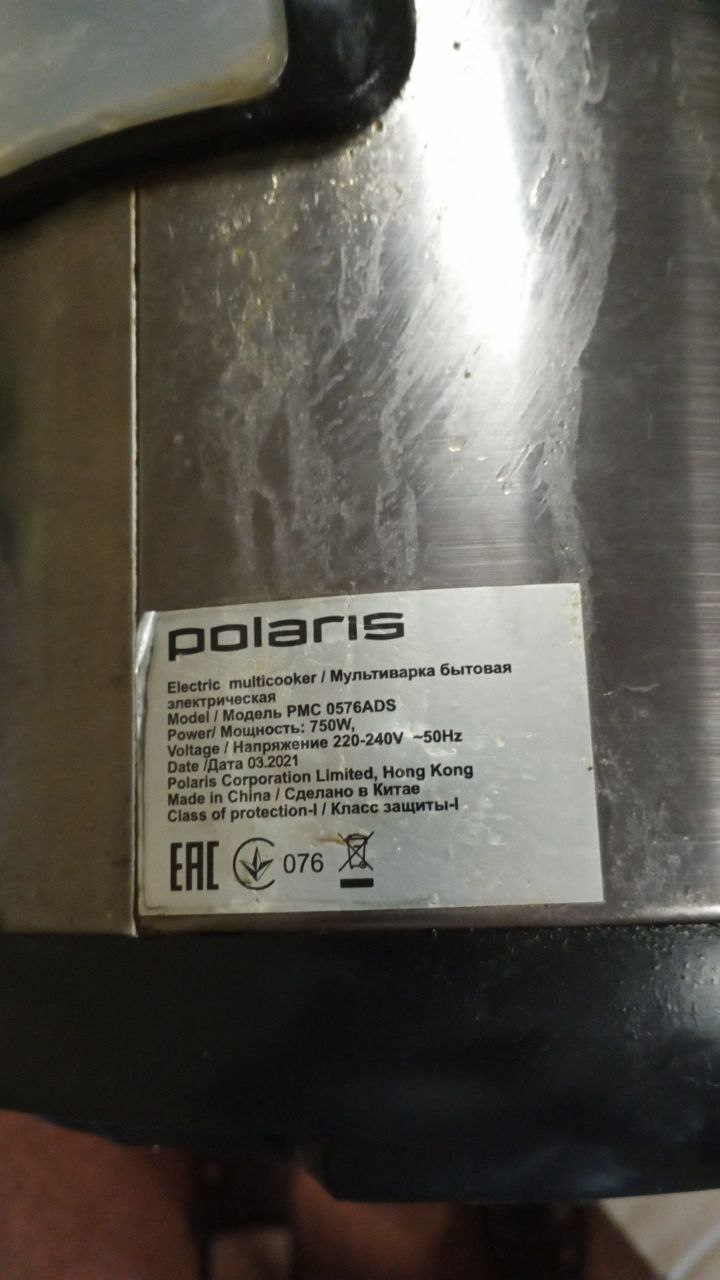 polaris
Electric multicooker / Мультиварка бытовая
электрическая
Model / Модель PMC 0576ADS
Power/ Мощность: 750W,
Voltage / Напряжение 220-240V ~50Hz
Date /Дата 03.2021
Polaris Corporation Limited, Hong Kong
Made in China / Сделано в Китае
Class of protection-I / Класс защиты-I
EAC 076